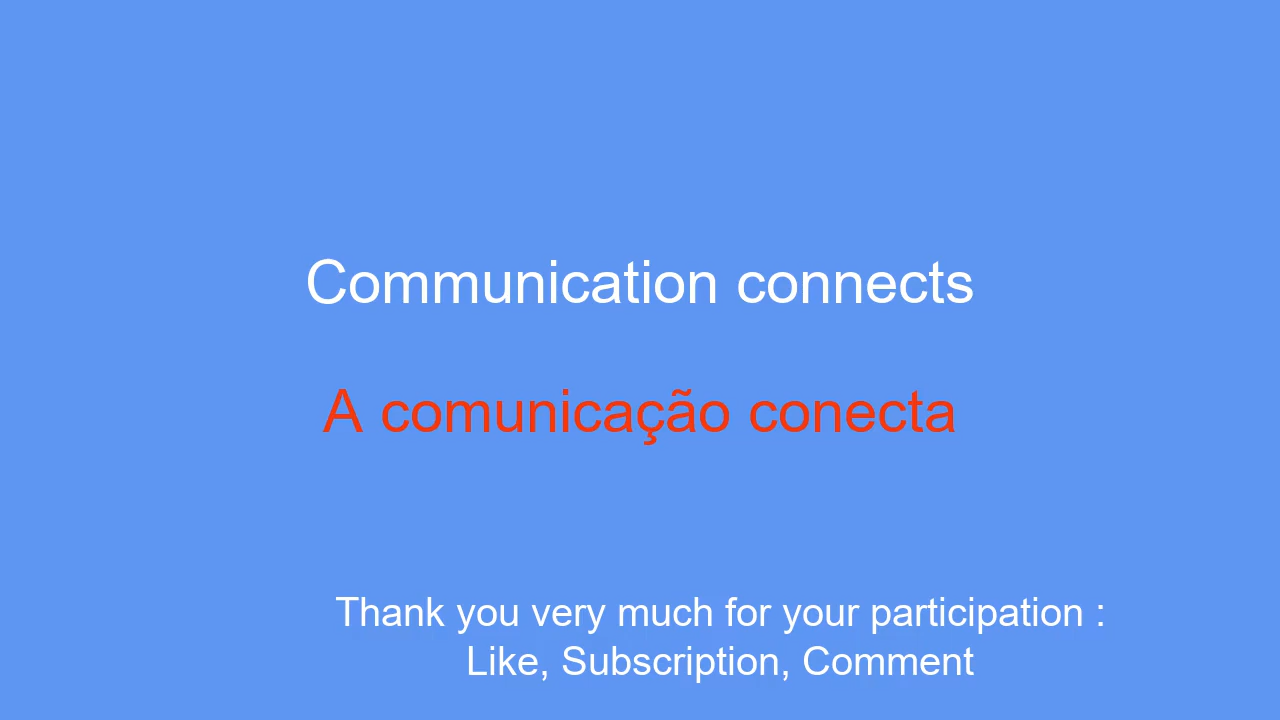 Communication connects
A comunicação conecta
Thank you very much for your participation :
Like, Subscription, Comment